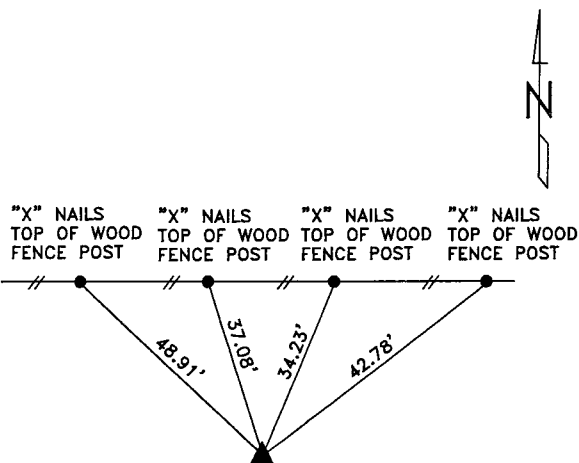 N
"X" NAILS
TOP OF WOOD
FENCE POST
"X" NAILS
TOP OF WOOD
FENCE POST
"X" NAILS
TOP OF WOOD
FENCE POST
"X" NAILS
TOP OF WOOD
FENCE POST
48.91'
37.08'
34.23'
42.78'